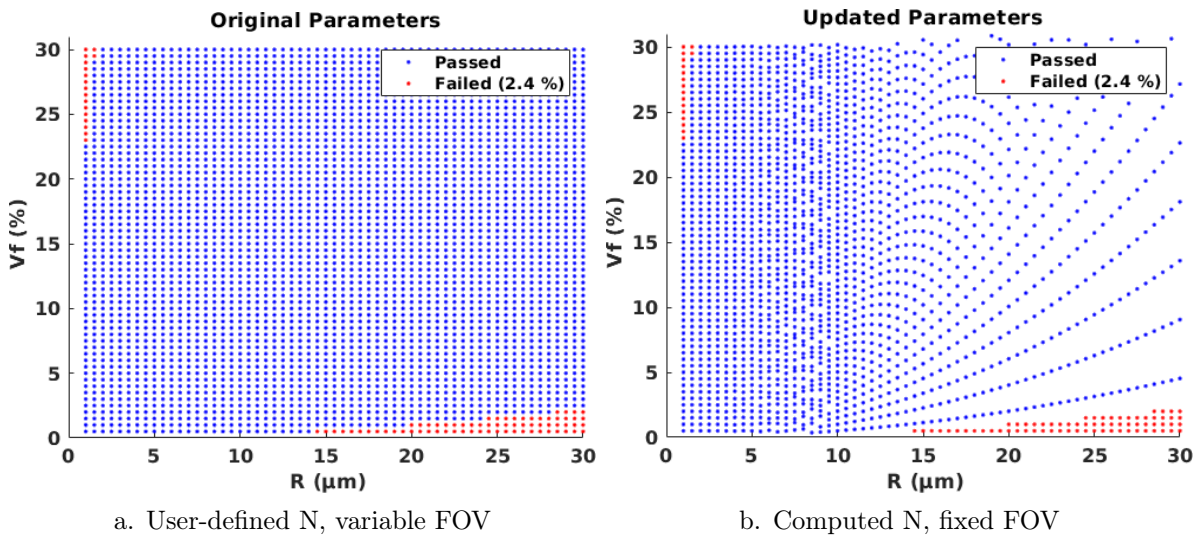 Original Parameters
Vf (%)
30
25
20
15
10
5
0
Passed
Failed (2.4 %)
0 5 10 15 20 25 30
R (μm)
a. User-defined N, variable FOV
Updated Parameters
Vf (%)
30
25
20
15
10
5
0
Passed
Failed (2.4 %)
0 5 10 15 20 25 30
R (μm)
b. Computed N, fixed FOV